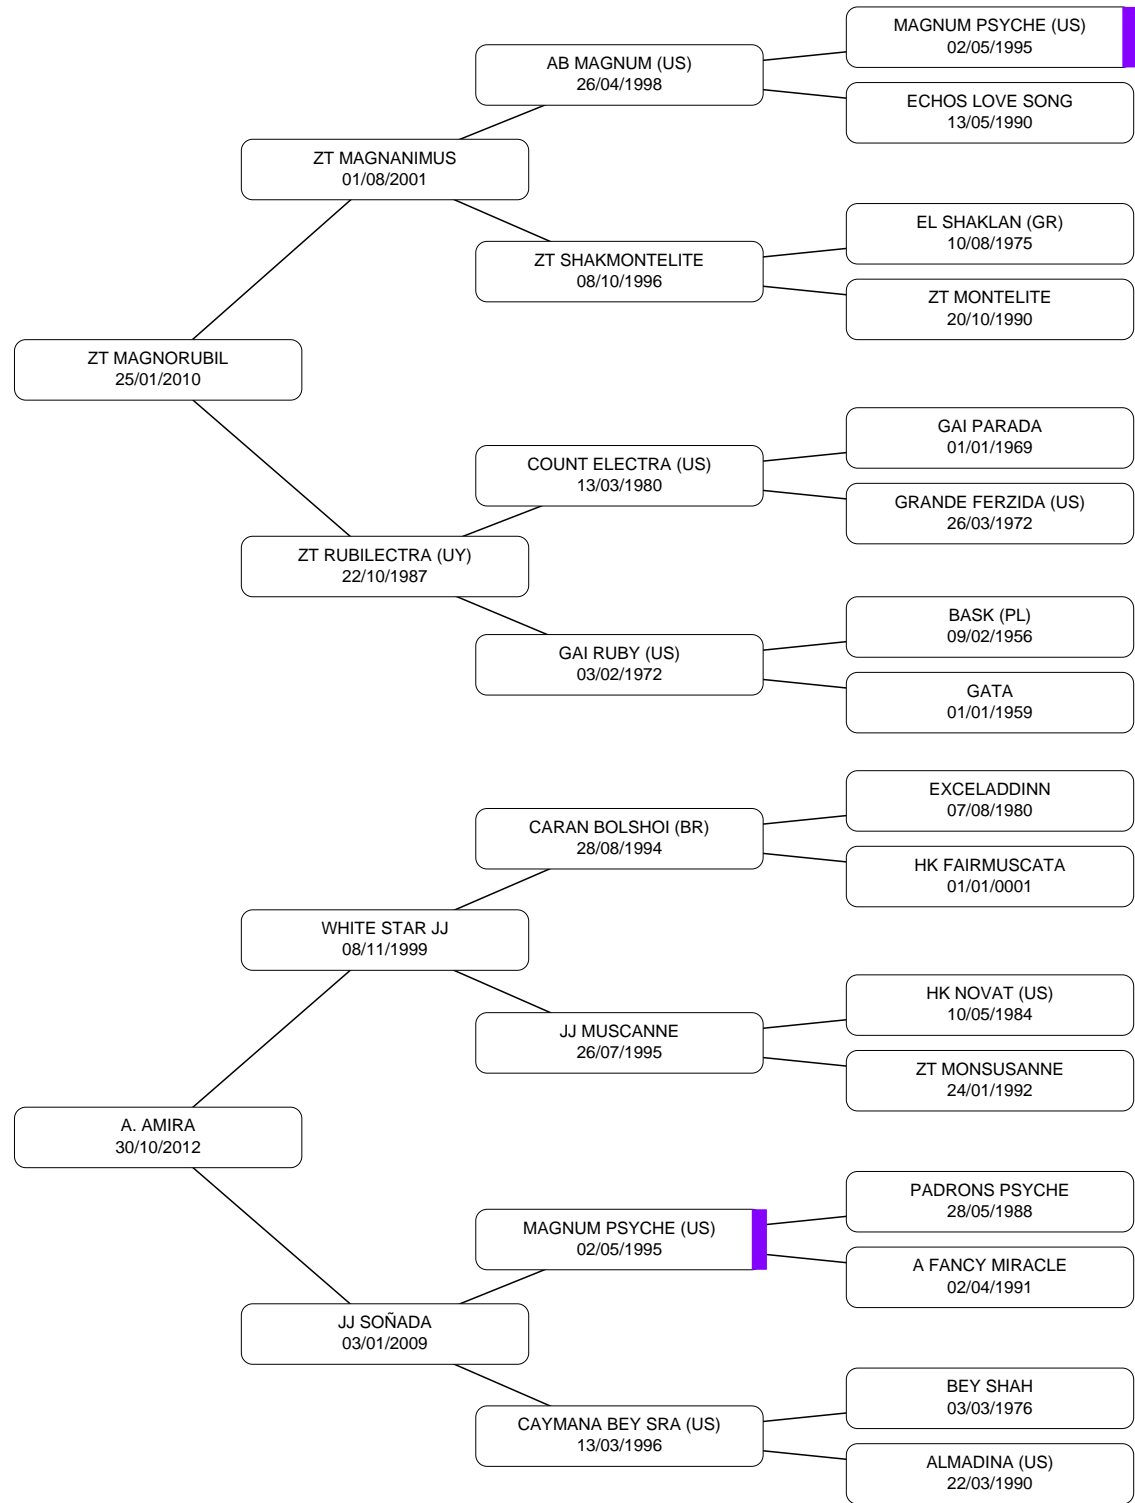 MAGNUM PSYCHE (US)
02/05/1995
AB MAGNUM (US)
26/04/1998
ECHOS LOVE SONG
13/05/1990
ZT MAGNANIMUS
01/08/2001
EL SHAKLAN (GR)
10/08/1975
ZT SHAKMONTELITE
08/10/1996
ZT MONTELITE
20/10/1990
ZT MAGNORUBIL
25/01/2010
GAI PARADA
01/01/1969
COUNT ELECTRA (US)
13/03/1980
GRANDE FERZIDA (US)
26/03/1972
ZT RUBILECTRA (UY)
22/10/1987
BASK (PL)
09/02/1956
GAI RUBY (US)
03/02/1972
GATA
01/01/1959
EXCELADDINN
07/08/1980
CARAN BOLSHOI (BR)
28/08/1994
HK FAIRMUSCATA
01/01/0001
WHITE STAR JJ
08/11/1999
HK NOVAT (US)
10/05/1984
JJ MUSCANNE
26/07/1995
ZT MONSUSANNE
24/01/1992
A. AMIRA
30/10/2012
PADRONS PSYCHE
28/05/1988
MAGNUM PSYCHE (US)
02/05/1995
A FANCY MIRACLE
02/04/1991
JJ SOÑADA
03/01/2009
BEY SHAH
03/03/1976
CAYMANA BEY SRA (US)
13/03/1996
ALMADINA (US)
22/03/1990